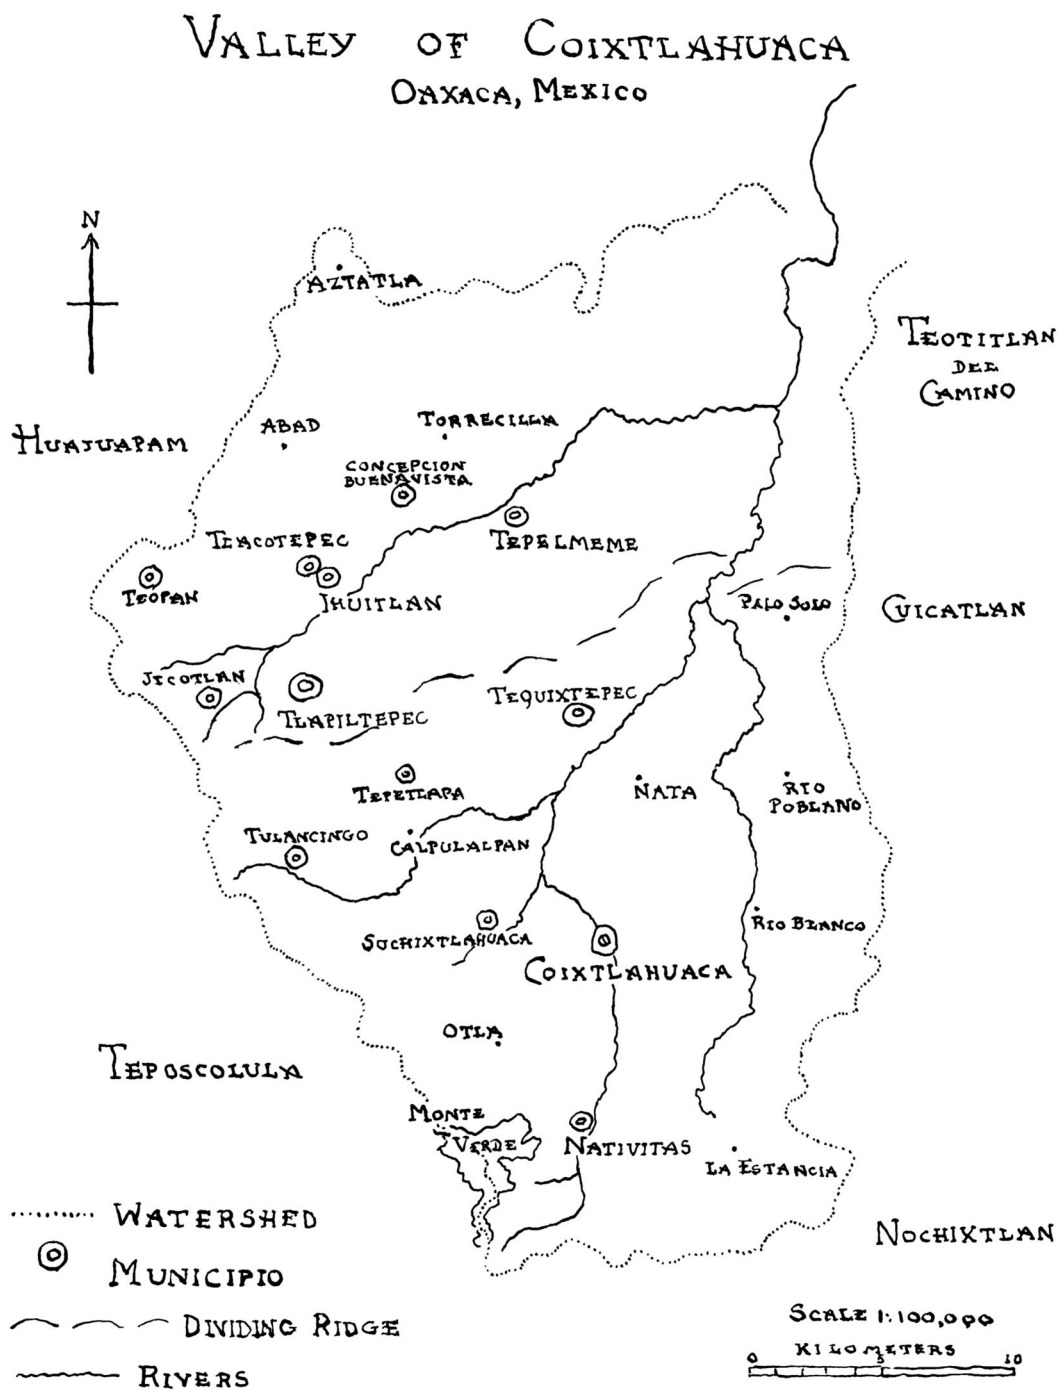 VALLEY OF COIXTLAHUACA
OAXACA, MEXICO
N
AZTATLA
TEOTITLAN
DEL
CAMINO
HUAJUAPAM
ABAD
TORRECILLA
CONCEPCION
BUENAVISTA
TLACOTEPEC
TEPELMEME
TEOPAN
IHUITLAN
PALO SOLO
CUICATLAN
JICOTLAN
TLAPILTEPEC
TEQUIXTEPEC
TEPETLAPA
ÑATA
RIO
POBLANO
TULANCINGO
CALPULALPAN
SUCHIXTLAHUACA
RIO BLANCO
COIXTLAHUACA
OTLA
TEPOSCOLULA
MONTE
VERDE
NATIVITAS
LA ESTANCIA
NOCHIXTLAN
WATERSHED
MUNICIPIO
DIVIDING RIDGE
RIVERS
SCALE 1:100,000
KILOMETERS
0 5 10